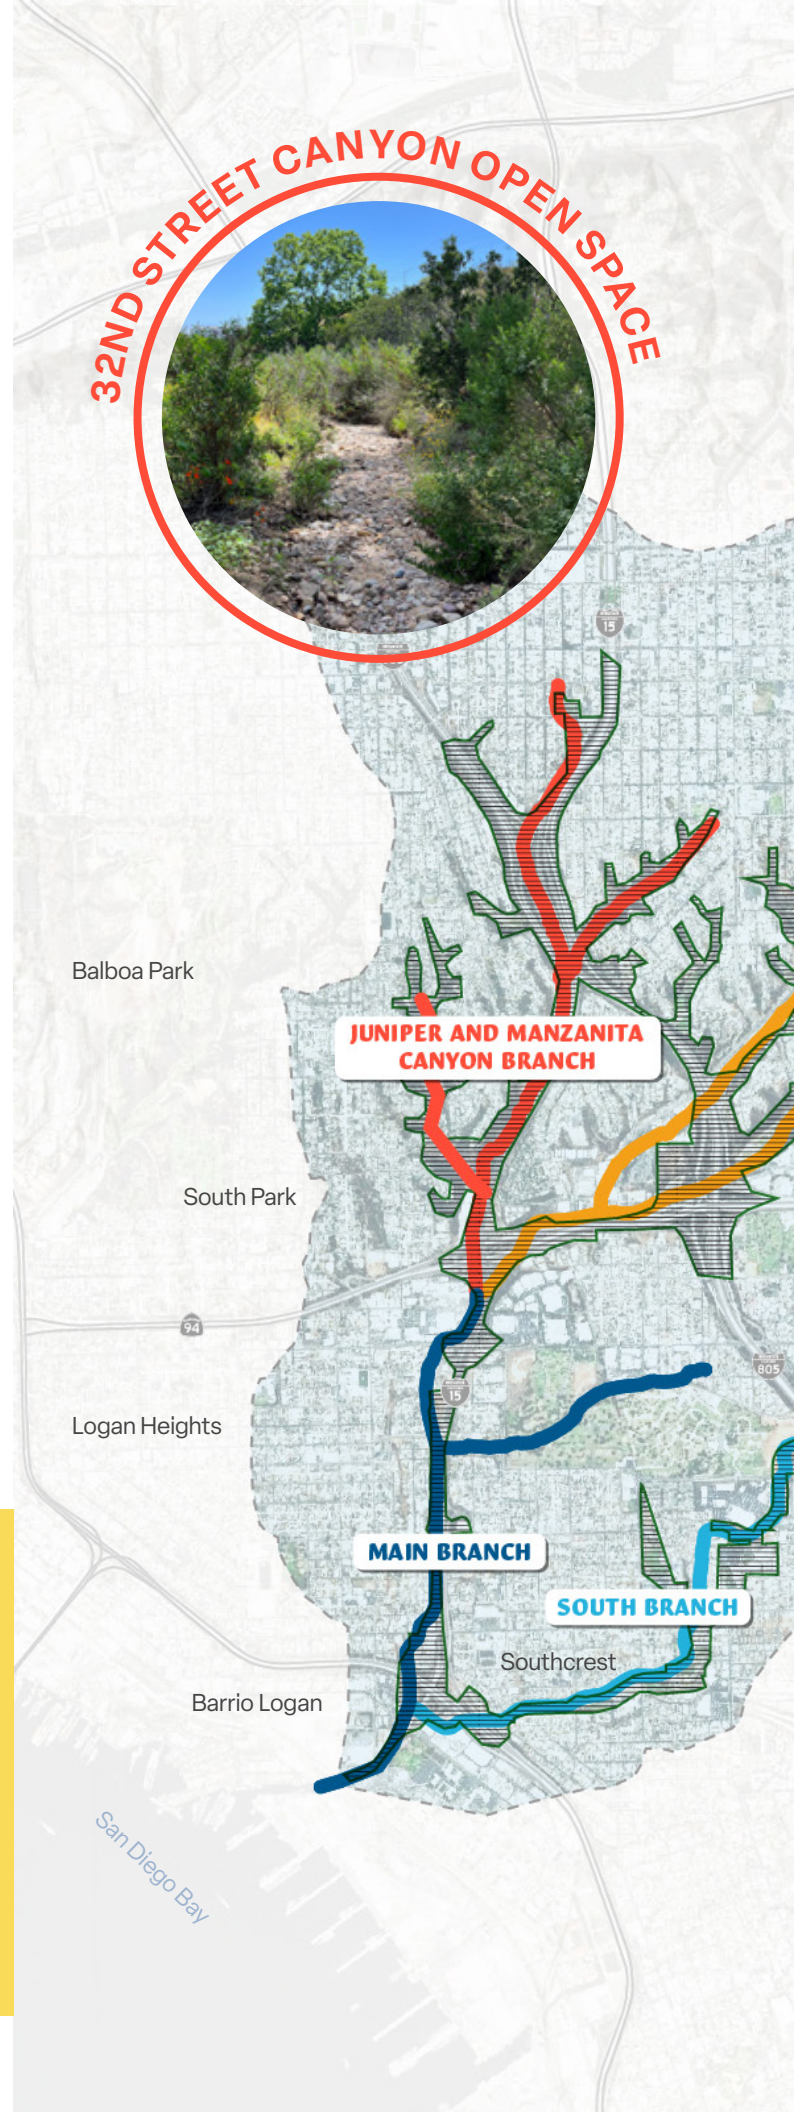 32ND STREET CANYON OPEN SPACE
15
Balboa Park
JUNIPER AND MANZANITA
CANYON BRANCH
South Park
94
805
15
Logan Heights
MAIN BRANCH
SOUTH BRANCH
Southcrest
Barrio Logan
San Diego Bay